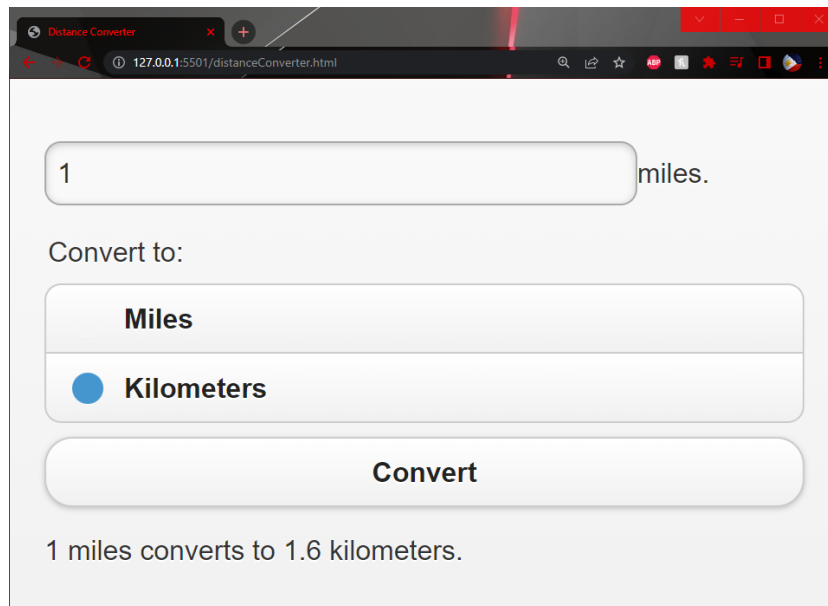 Distance Converter
127.0.0.1:5501/distanceConverter.html
ABP
1 miles.
Convert to:
Miles
Kilometers
Convert
1 miles converts to 1.6 kilometers.